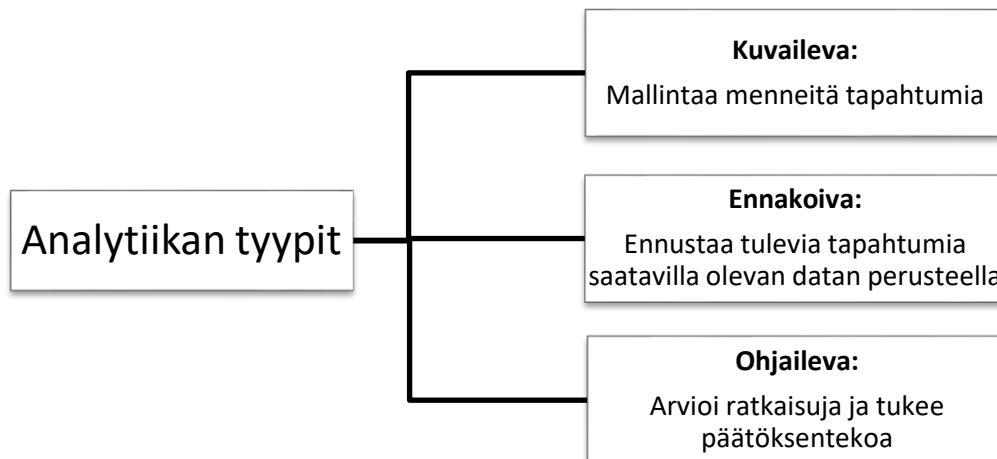 Analytiikan tyypit
Kuvaileva:
Mallintaa menneitä tapahtumia
Ennakoiva:
Ennustaa tulevia tapahtumia
saatavilla olevan datan perusteella
Ohjaileva:
Arvioi ratkaisuja ja tukee
päätöksentekoa